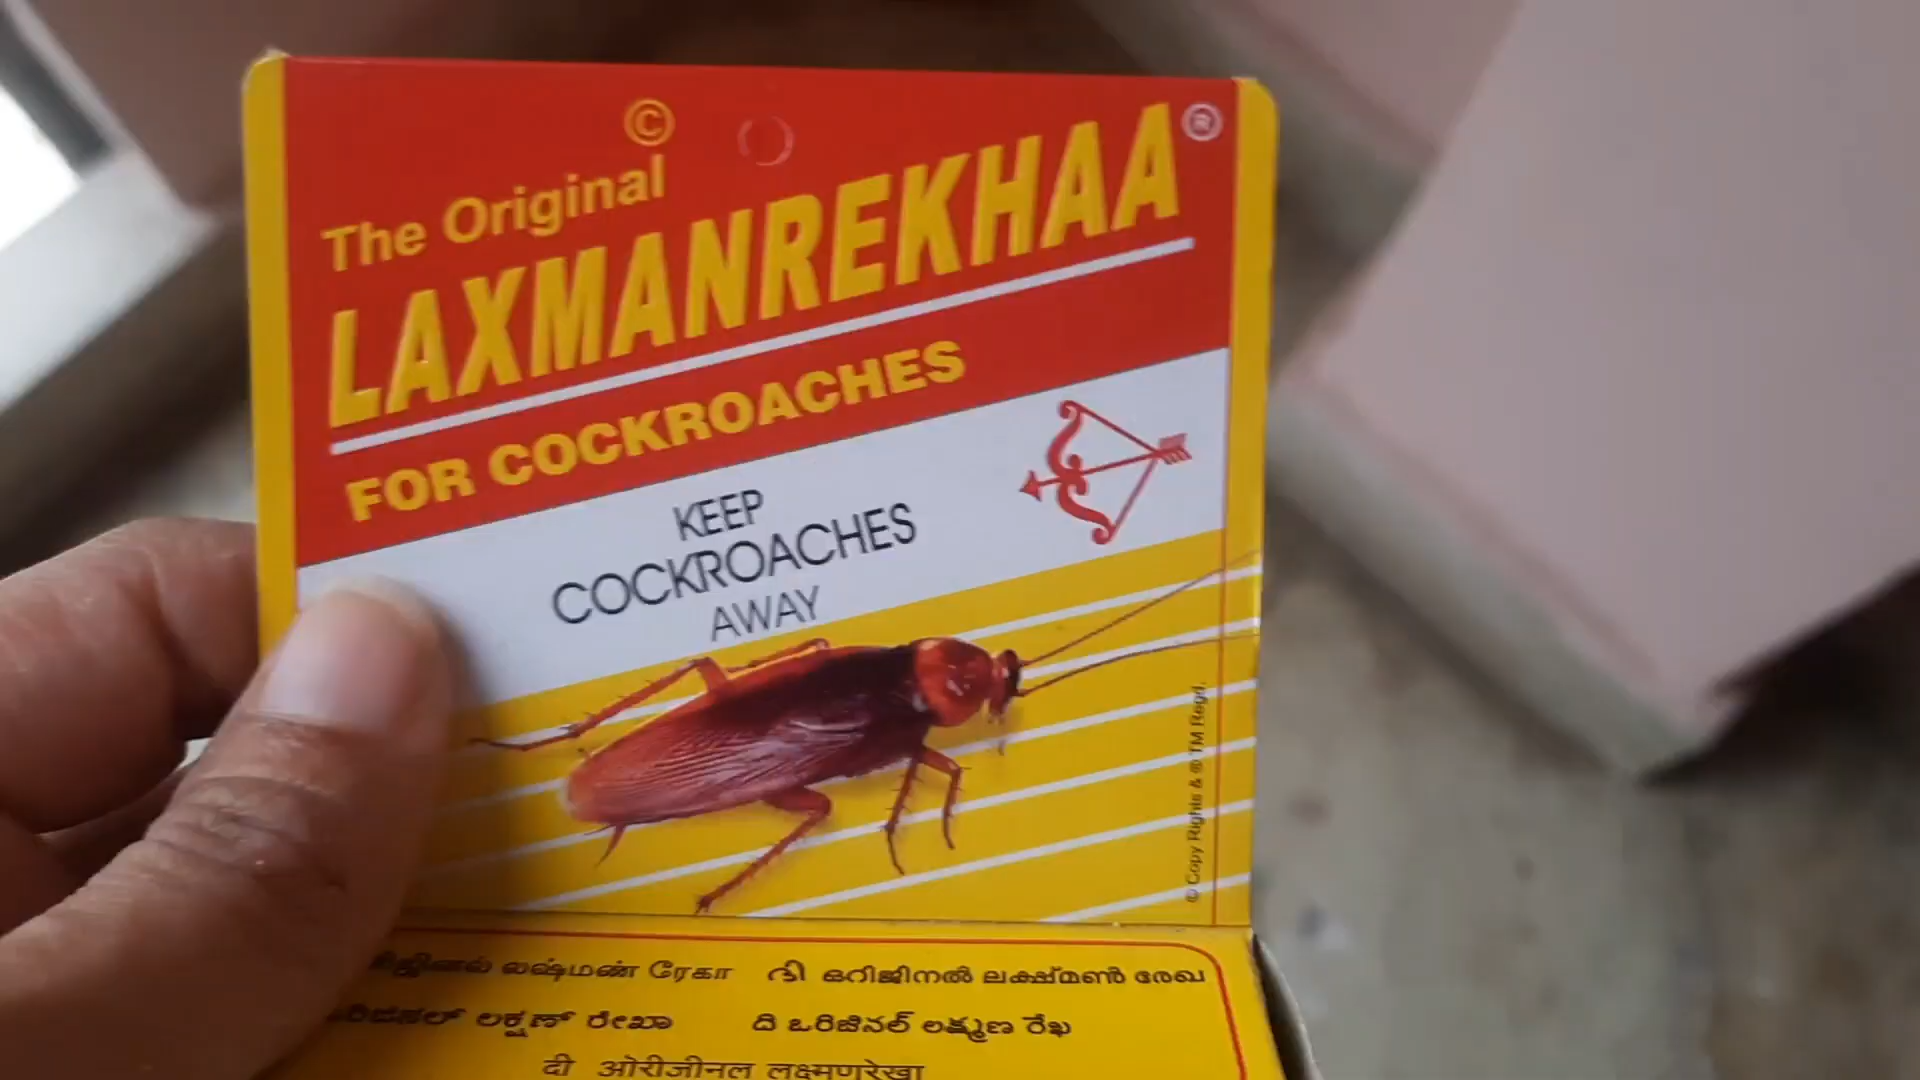 ©
The Original
LAXMANREKHAA®
FOR COCKROACHES
KEEP
COCKROACHES
AWAY
© Copy Rights & ® TM Regd.
லஷ்மண் ரேகா ദി ഒറിജിനൽ ലക്ഷ്മൺ രേഖ
ది ఒరిజినల్ లక్ష్మణ రేఖ
दी ओरीजीनल लक्ष्मणरेखा